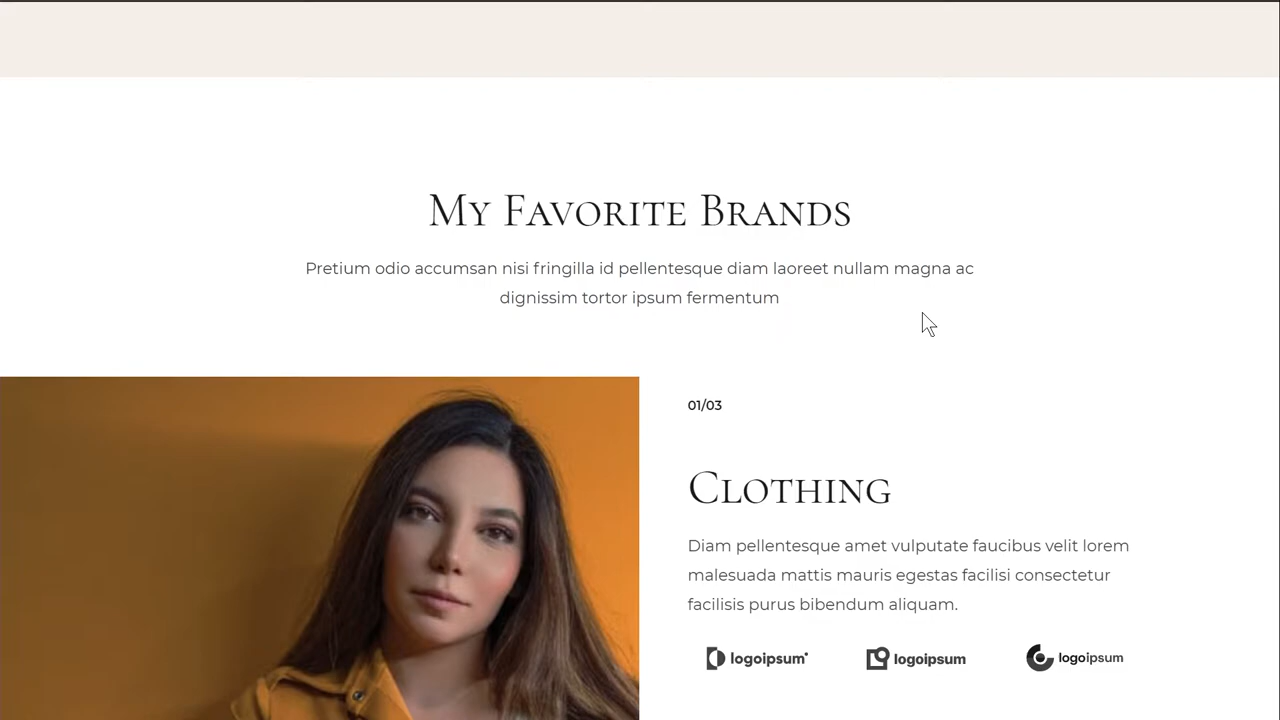 My Favorite Brands
Pretium odio accumsan nisi fringilla id pellentesque diam laoreet nullam magna ac
dignissim tortor ipsum fermentum
01/03
Clothing
Diam pellentesque amet vulputate faucibus velit lorem
malesuada mattis mauris egestas facilisi consectetur
facilisis purus bibendum aliquam.
logoipsum logoipsum logoipsum